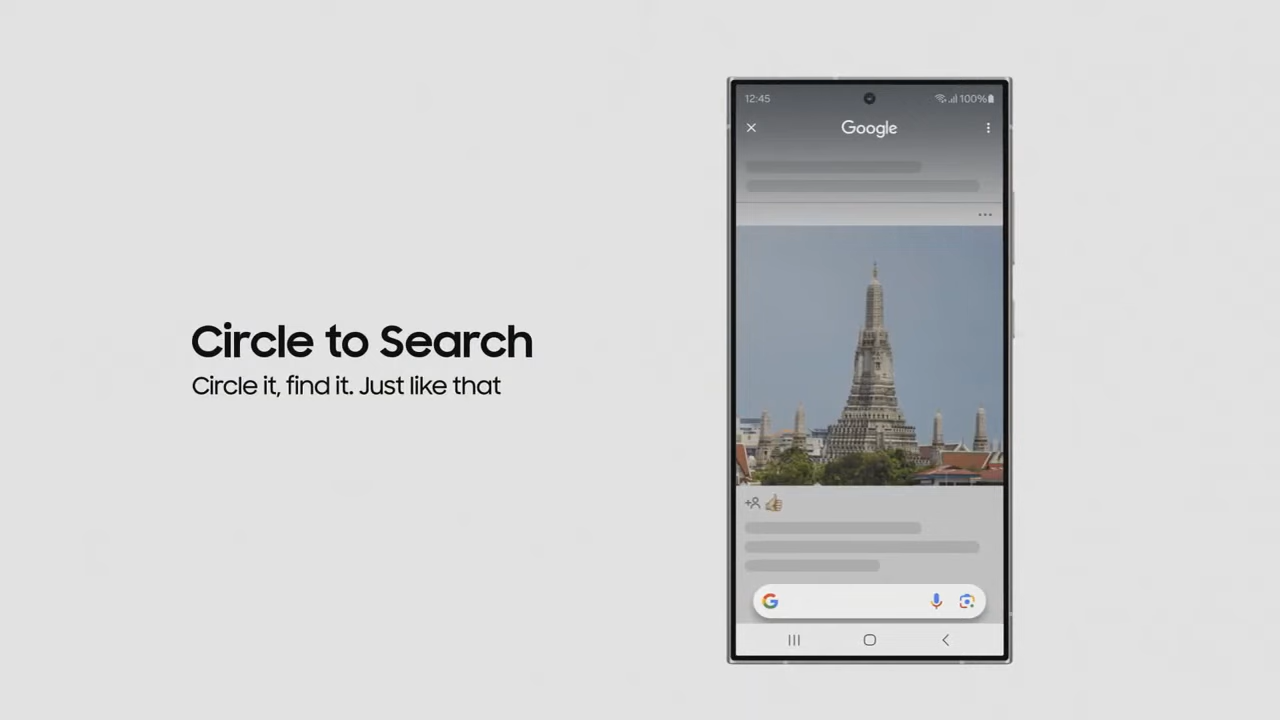 Circle to Search
Circle it, find it. Just like that
12:45
100%
Google